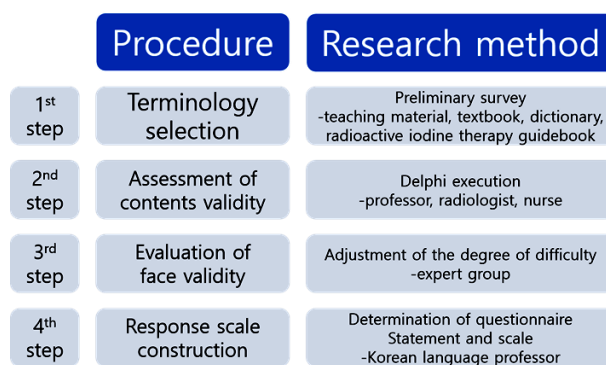 Procedure
Research method
1st
step
Terminology
selection
Preliminary survey
-teaching material, textbook, dictionary,
radioactive iodine therapy guidebook
2nd
step
Assessment of
contents validity
Delphi execution
-professor, radiologist, nurse
3rd
step
Evaluation of
face validity
Adjustment of the degree of difficulty
-expert group
4th
step
Response scale
construction
Determination of questionnaire
Statement and scale
-Korean language professor